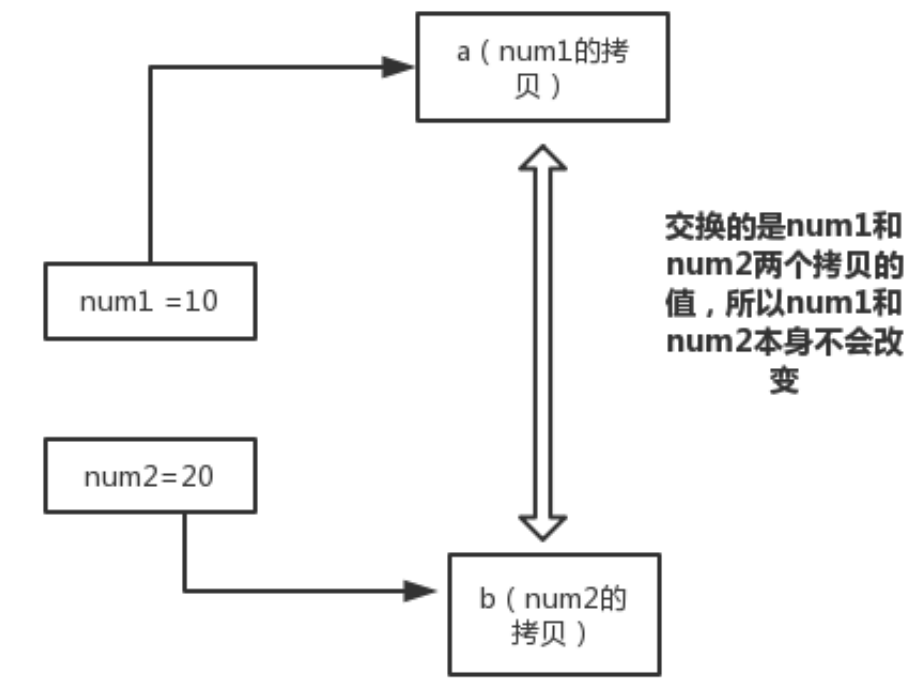 a（num1的拷
贝）
交换的是num1和
num2两个拷贝的
值，所以num1和
num2本身不会改
变
num1 =10
num2=20
b（num2的
拷贝）